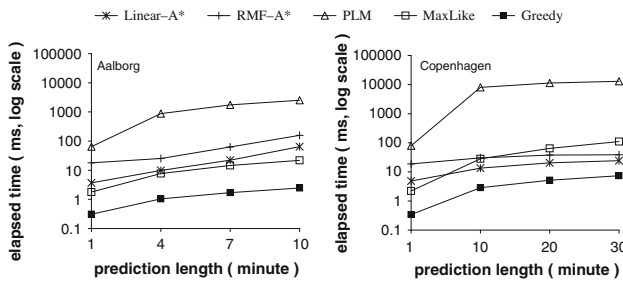 Linear–A* RMF–A* PLM MaxLike Greedy
elapsed time ( ms, log scale )
100000
10000
1000
100
10
1
0.1
Aalborg
1 4 7 10
prediction length ( minute )
elapsed time ( ms, log scale )
100000
10000
1000
100
10
1
0.1
Copenhagen
1 10 20 30
prediction length ( minute )